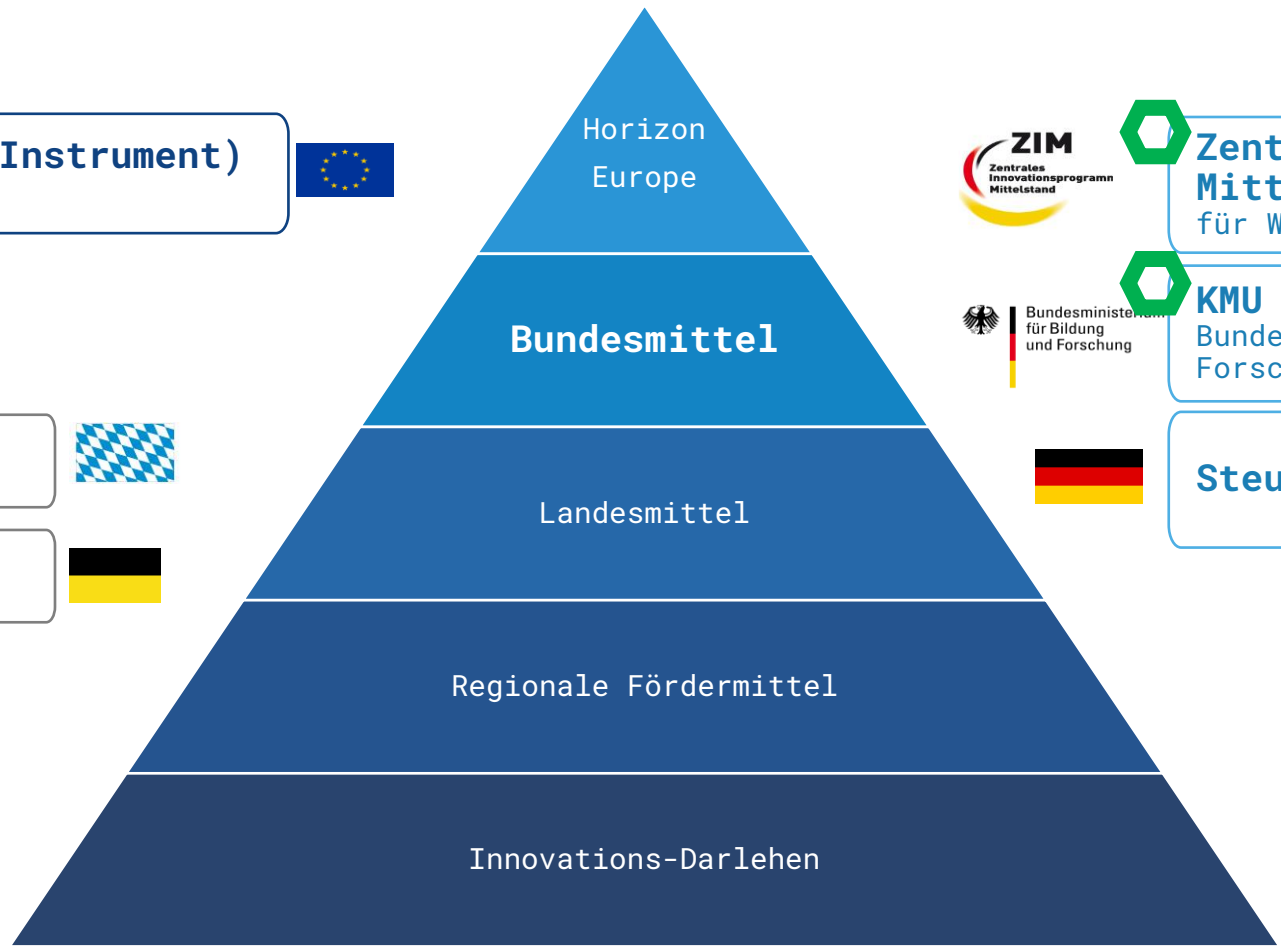 Instrument)
Horizon
Europe
Bundesmittel
Landesmittel
Regionale Fördermittel
Innovations-Darlehen
ZIM
Zentrales
Innovationsprogramm
Mittelstand
Zent
Mitt
für W
Bundesministerium
für Bildung
und Forschung
KMU
Bunde
Forsc
Steu